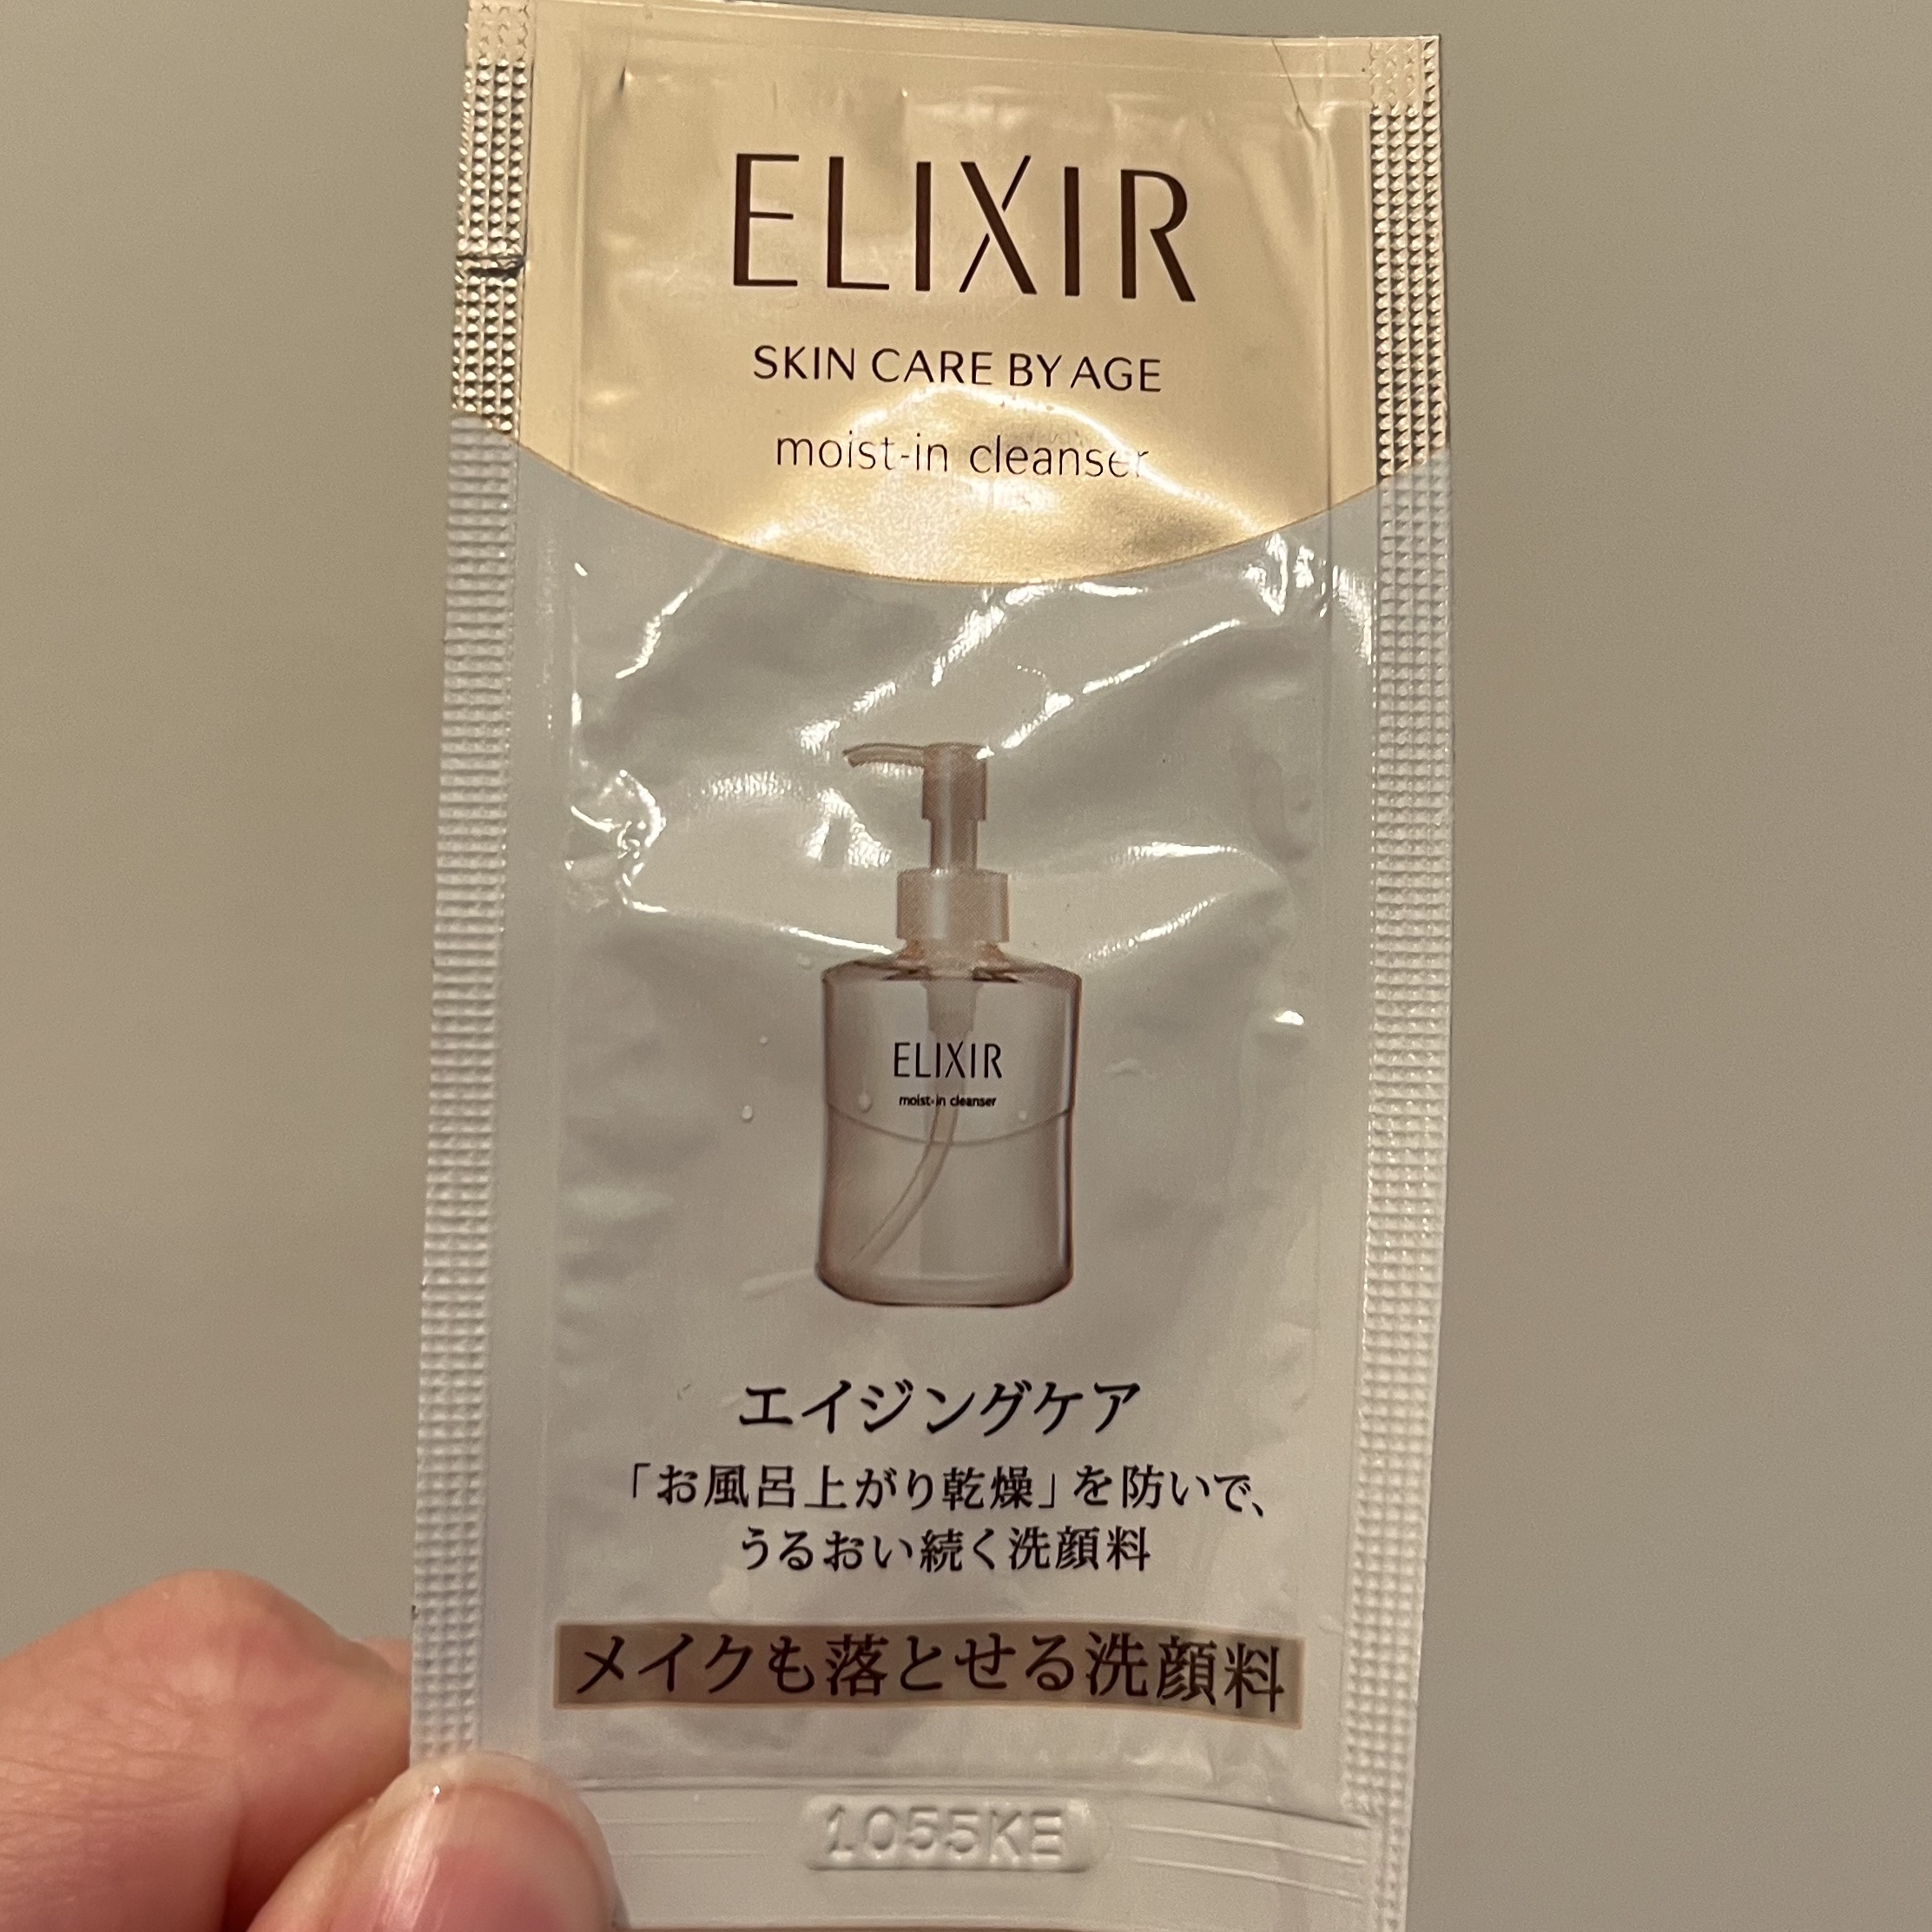 ELIXIR
SKIN CARE BY AGE
moist-in cleanser
ELIXIR
moist-in cleanser
エイジングケア
「お風呂上がり乾燥」を防いで、
うるおい続く洗顔料
メイクも落とせる洗顔料
1055KE